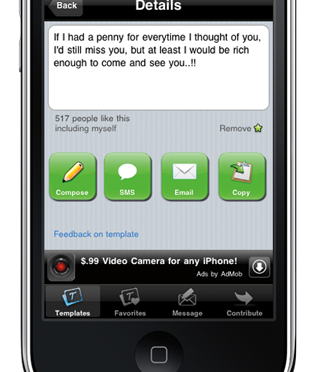 Back
Details
If I had a penny for everytime I thought of you,
I'd still miss you, but at least I would be rich
enough to come and see you..!!
517 people like this
including myself
Remove
Compose
SMS
Email
Copy
Feedback on template
$.99 Video Camera for any iPhone!
Ads by AdMob
Templates
Favorites
Message
Contribute